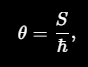 θ = S/ħ,